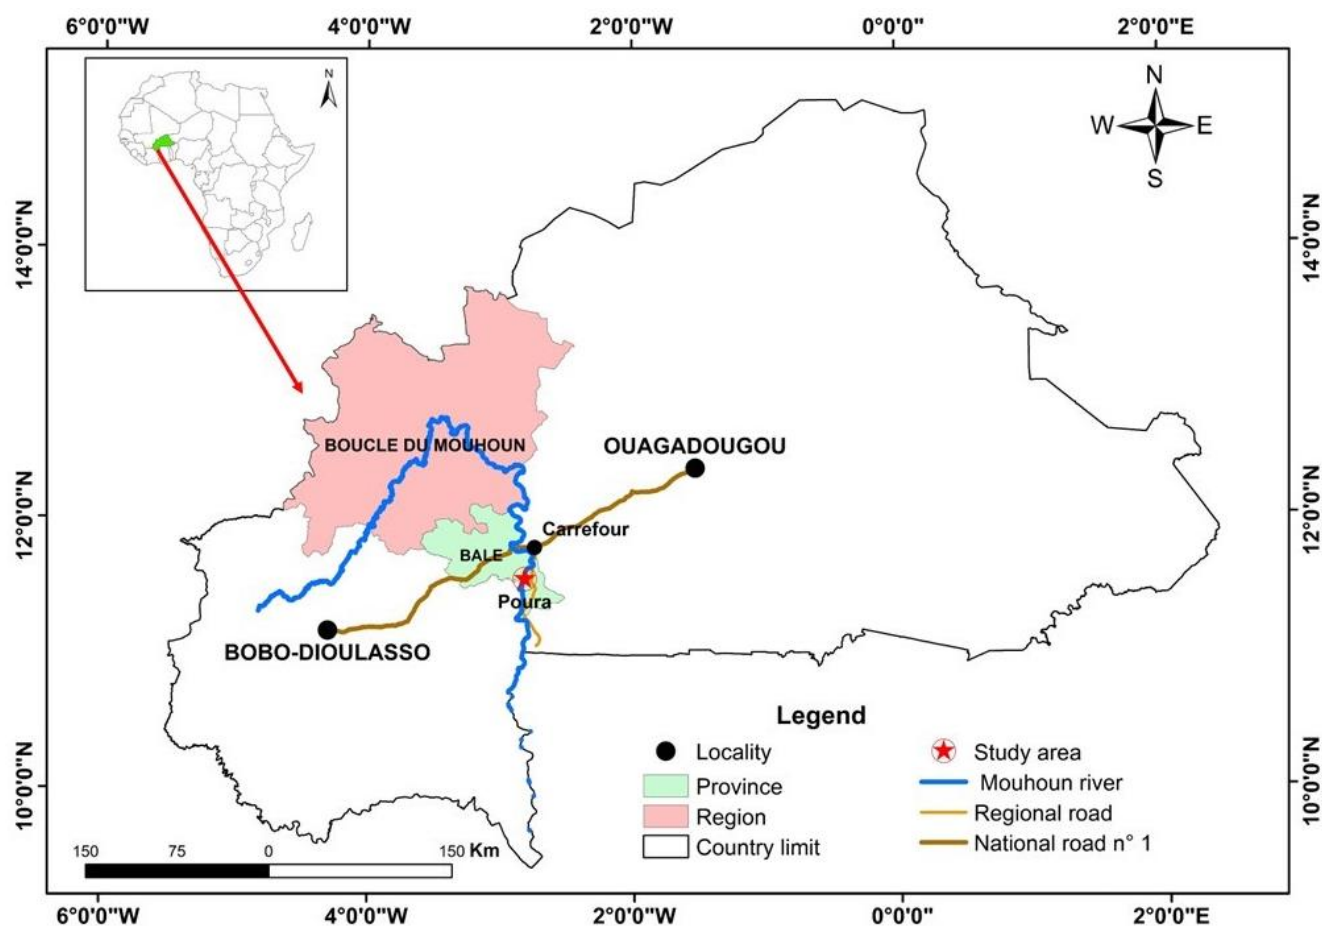 6°0'0"W 4°0'0"W 2°0'0"W 0°0'0" 2°0'0"E
N
N
W E
S
14°0'0"N 14°0'0"N
BOUCLE DU MOUHOUN
OUAGADOUGOU
12°0'0"N 12°0'0"N
Carrefour
BALE
Poura
BOBO-DIOULASSO
10°0'0"N 10°0'0"N
Legend
Locality
Province
Region
Country limit
Study area
Mouhoun river
Regional road
National road n° 1
150 75 0 150 Km
6°0'0"W 4°0'0"W 2°0'0"W 0°0'0" 2°0'0"E